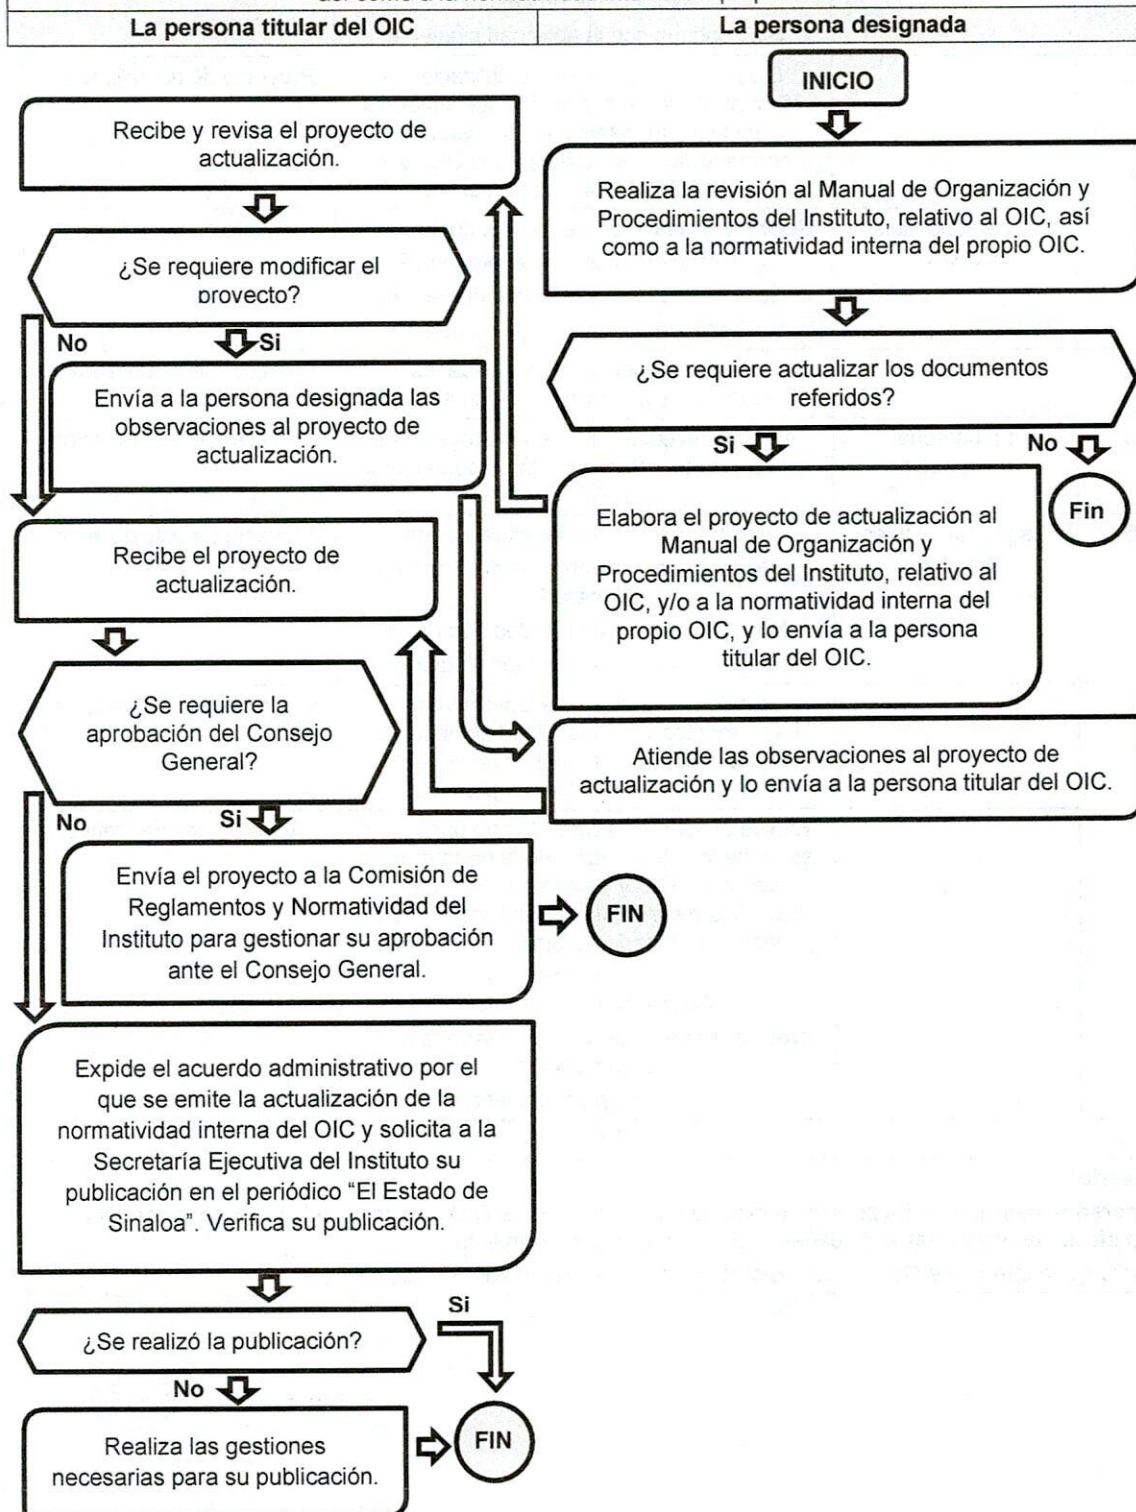 La persona titular del OIC
La persona designada
INICIO
Realiza la revisión al Manual de Organización y
Procedimientos del Instituto, relativo al OIC, así
como a la normatividad interna del propio OIC.
¿Se requiere actualizar los documentos
referidos?
Si
No
Fin
Elabora el proyecto de actualización al
Manual de Organización y
Procedimientos del Instituto, relativo al
OIC, y/o a la normatividad interna del
propio OIC, y lo envía a la persona
titular del OIC.
Recibe y revisa el proyecto de
actualización.
¿Se requiere modificar el
proyecto?
No
Si
Envía a la persona designada las
observaciones al proyecto de
actualización.
Atiende las observaciones al proyecto de
actualización y lo envía a la persona titular del OIC.
Recibe el proyecto de
actualización.
¿Se requiere la
aprobación del Consejo
General?
No
Si
Envía el proyecto a la Comisión de
Reglamentos y Normatividad del
Instituto para gestionar su aprobación
ante el Consejo General.
FIN
Expide el acuerdo administrativo por el
que se emite la actualización de la
normatividad interna del OIC y solicita a la
Secretaría Ejecutiva del Instituto su
publicación en el periódico “El Estado de
Sinaloa”. Verifica su publicación.
¿Se realizó la publicación?
Si
No
Realiza las gestiones
necesarias para su publicación.
FIN